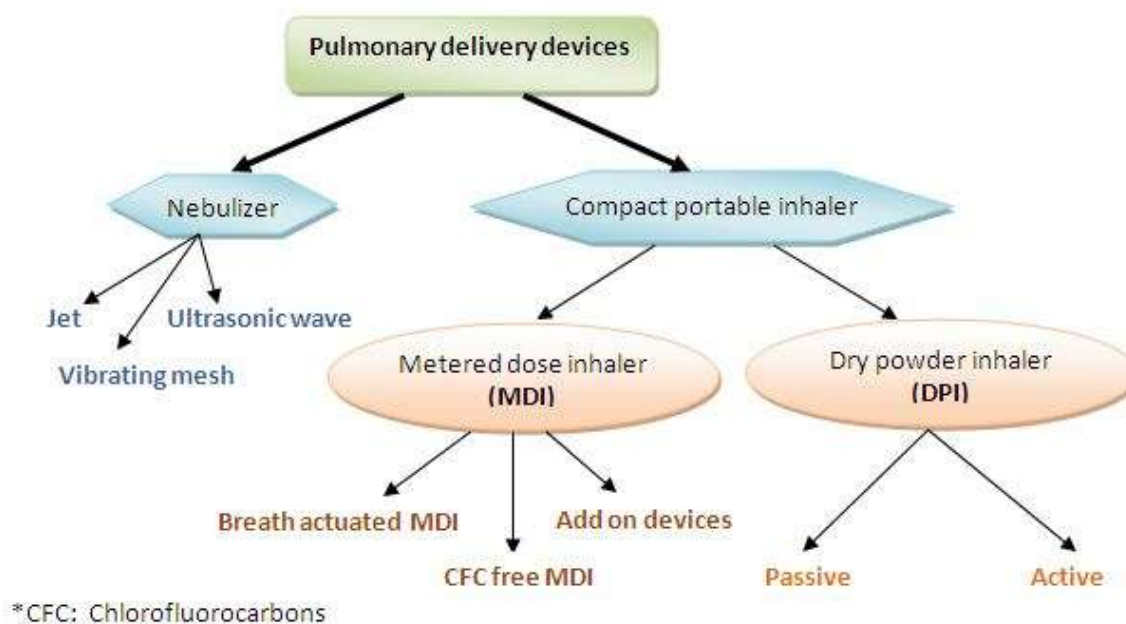 Pulmonary delivery devices
Nebulizer
Compact portable inhaler
Jet
Ultrasonic wave
Vibrating mesh
Metered dose inhaler
(MDI)
Dry powder inhaler
(DPI)
Breath actuated MDI
Add on devices
CFC free MDI
Passive
Active
*CFC: Chlorofluorocarbons